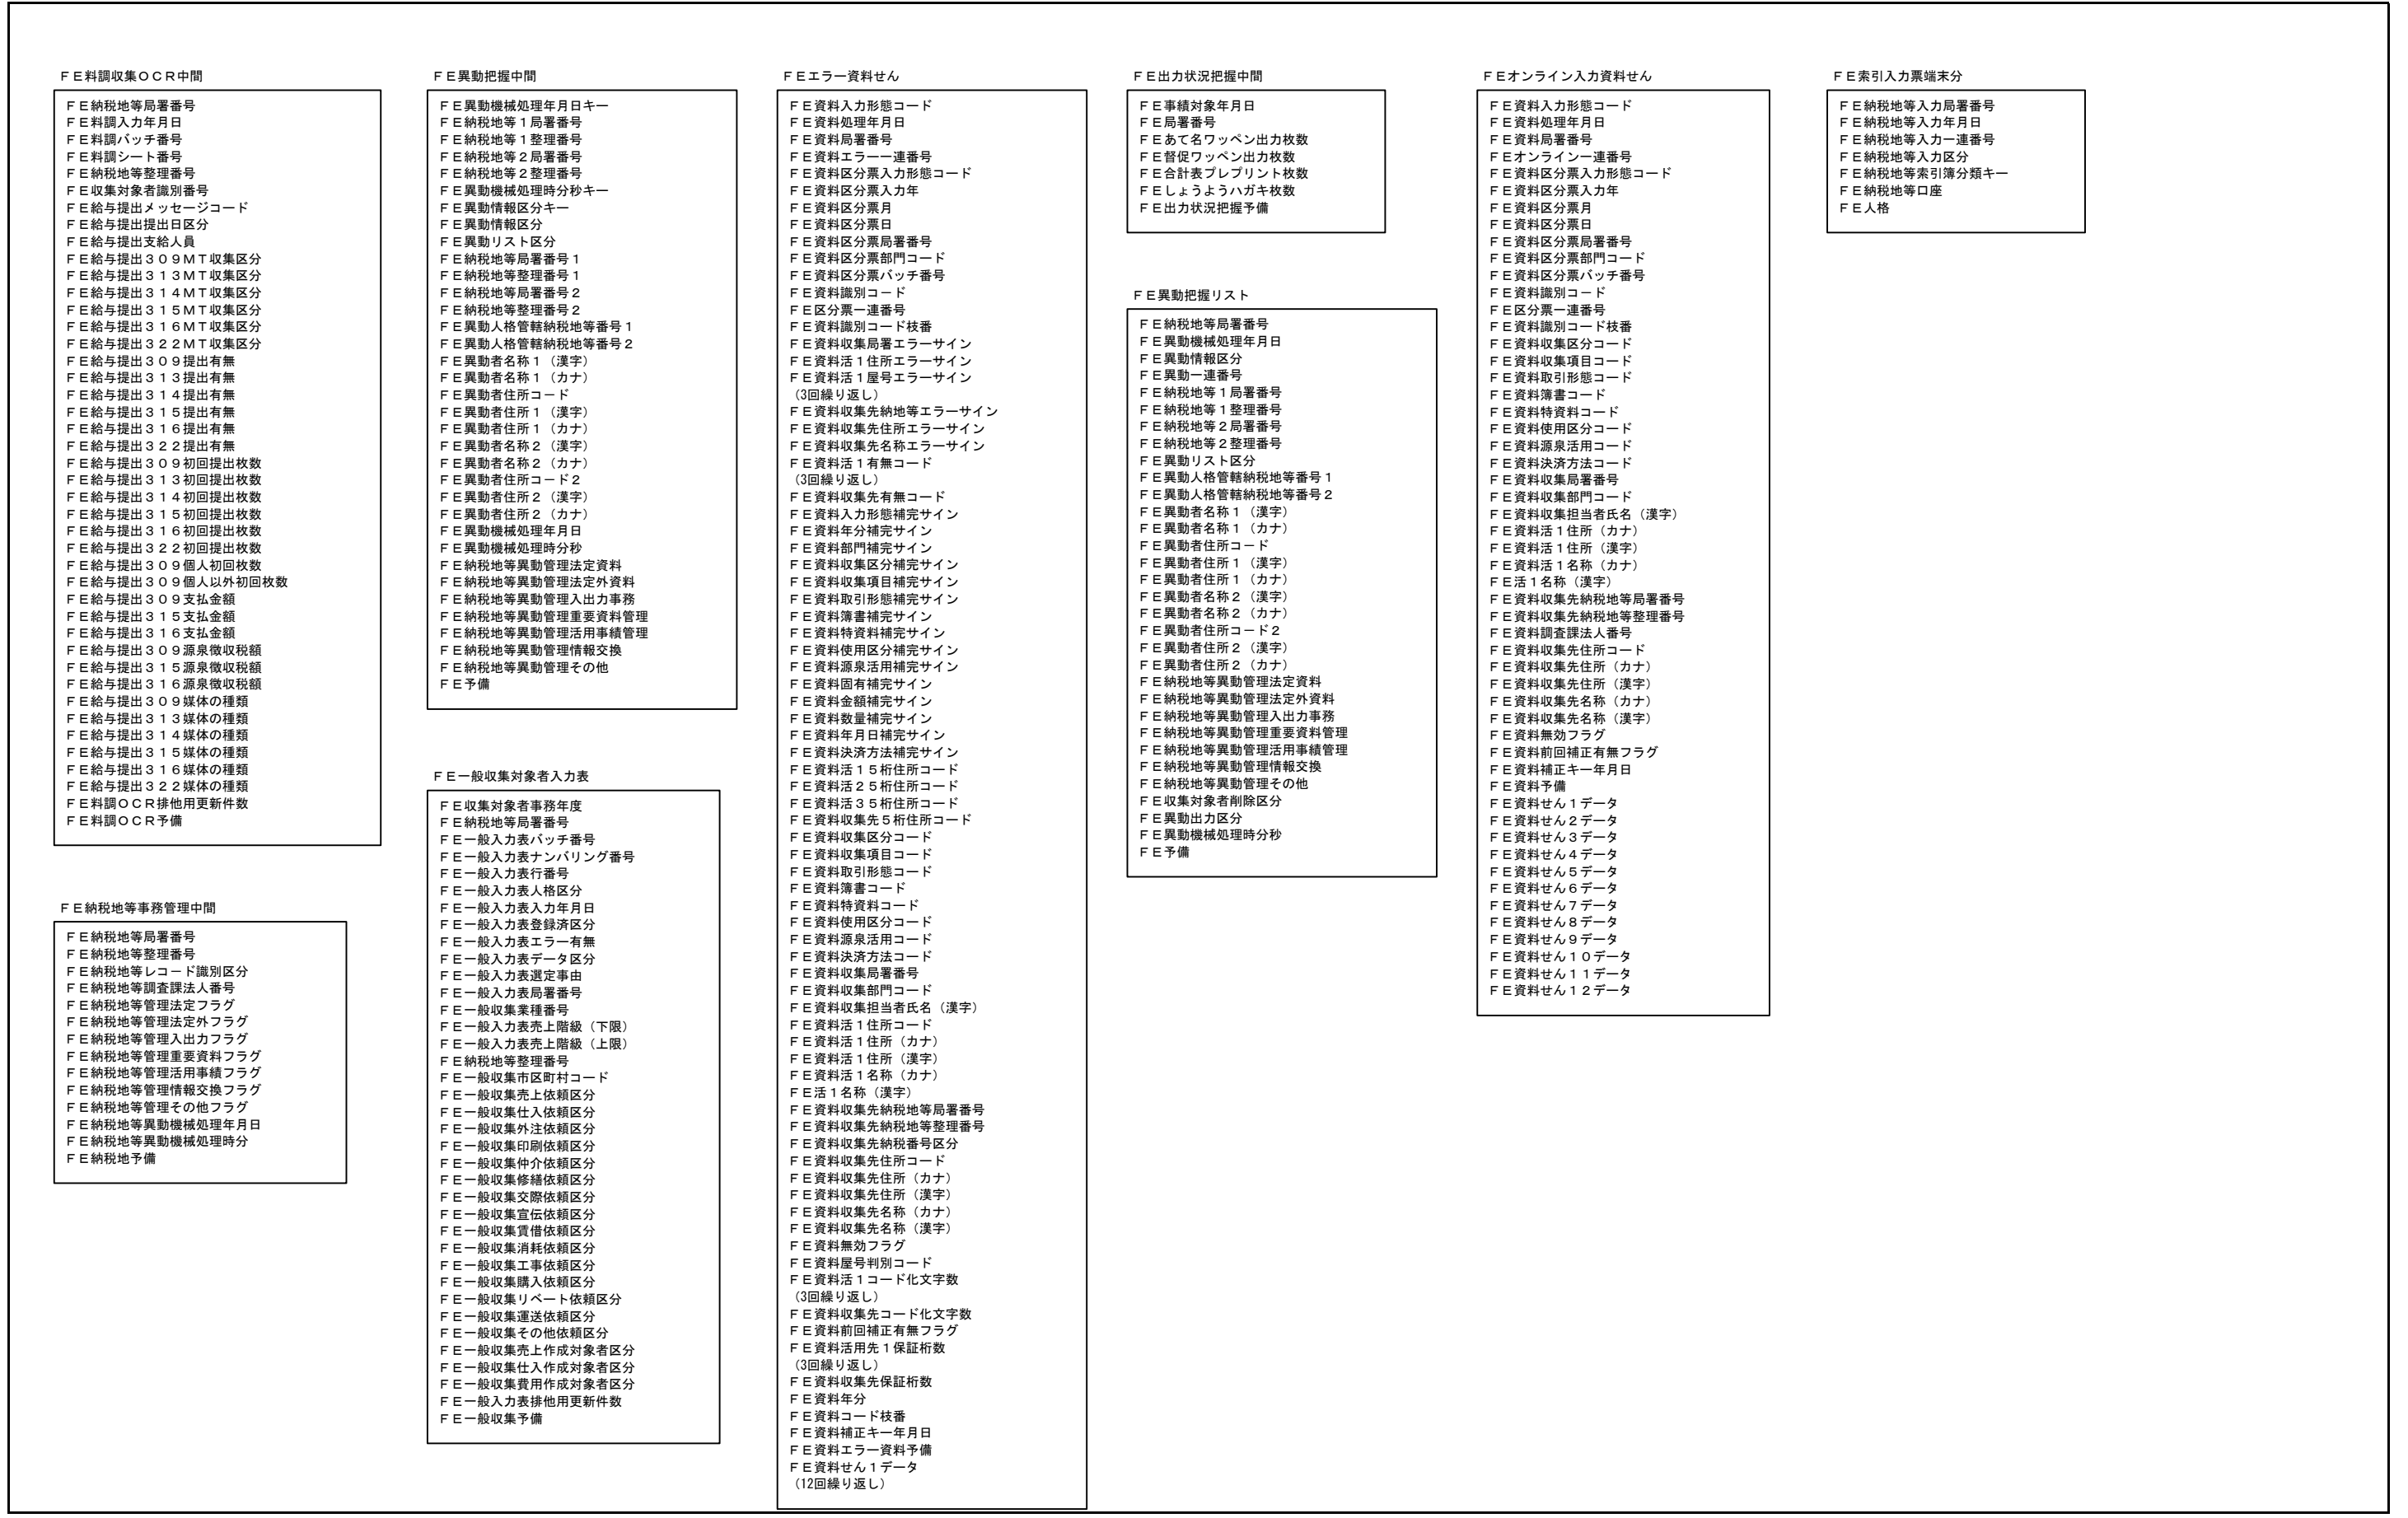 ＦＥ料調収集ＯＣＲ中間
ＦＥ納税地等局署番号
ＦＥ料調入力年月日
ＦＥ料調バッチ番号
ＦＥ料調シート番号
ＦＥ納税地等整理番号
ＦＥ収集対象者識別番号
ＦＥ給与提出メッセージコード
ＦＥ給与提出提出日区分
ＦＥ給与提出支給人員
ＦＥ給与提出３０９ＭＴ収集区分
ＦＥ給与提出３１３ＭＴ収集区分
ＦＥ給与提出３１４ＭＴ収集区分
ＦＥ給与提出３１５ＭＴ収集区分
ＦＥ給与提出３１６ＭＴ収集区分
ＦＥ給与提出３２２ＭＴ収集区分
ＦＥ給与提出３０９提出有無
ＦＥ給与提出３１３提出有無
ＦＥ給与提出３１４提出有無
ＦＥ給与提出３１５提出有無
ＦＥ給与提出３１６提出有無
ＦＥ給与提出３２２提出有無
ＦＥ給与提出３０９初回提出枚数
ＦＥ給与提出３１３初回提出枚数
ＦＥ給与提出３１４初回提出枚数
ＦＥ給与提出３１５初回提出枚数
ＦＥ給与提出３１６初回提出枚数
ＦＥ給与提出３２２初回提出枚数
ＦＥ給与提出３０９個人初回枚数
ＦＥ給与提出３０９個人以外初回枚数
ＦＥ給与提出３０９支払金額
ＦＥ給与提出３１５支払金額
ＦＥ給与提出３１６支払金額
ＦＥ給与提出３０９源泉徴収税額
ＦＥ給与提出３１５源泉徴収税額
ＦＥ給与提出３１６源泉徴収税額
ＦＥ給与提出３０９媒体の種類
ＦＥ給与提出３１３媒体の種類
ＦＥ給与提出３１４媒体の種類
ＦＥ給与提出３１５媒体の種類
ＦＥ給与提出３１６媒体の種類
ＦＥ給与提出３２２媒体の種類
ＦＥ料調ＯＣＲ排他用更新件数
ＦＥ料調ＯＣＲ予備
ＦＥ納税地等事務管理中間
ＦＥ納税地等局署番号
ＦＥ納税地等整理番号
ＦＥ納税地等レコード識別区分
ＦＥ納税地等調査課法人番号
ＦＥ納税地等管理法定フラグ
ＦＥ納税地等管理法定外フラグ
ＦＥ納税地等管理入出力フラグ
ＦＥ納税地等管理重要資料フラグ
ＦＥ納税地等管理活用事績フラグ
ＦＥ納税地等管理情報交換フラグ
ＦＥ納税地等管理その他フラグ
ＦＥ納税地等異動機械処理年月日
ＦＥ納税地等異動機械処理時分
ＦＥ納税地予備
ＦＥ異動把握中間
ＦＥ異動機械処理年月日キー
ＦＥ納税地等１局署番号
ＦＥ納税地等１整理番号
ＦＥ納税地等２局署番号
ＦＥ納税地等２整理番号
ＦＥ異動機械処理時分秒キー
ＦＥ異動情報区分キー
ＦＥ異動情報区分
ＦＥ異動リスト区分
ＦＥ納税地等局署番号１
ＦＥ納税地等整理番号１
ＦＥ納税地等局署番号２
ＦＥ納税地等整理番号２
ＦＥ異動人格管轄納税地等番号１
ＦＥ異動人格管轄納税地等番号２
ＦＥ異動者名称１（漢字）
ＦＥ異動者名称１（カナ）
ＦＥ異動者住所コード
ＦＥ異動者住所１（漢字）
ＦＥ異動者住所１（カナ）
ＦＥ異動者名称２（漢字）
ＦＥ異動者名称２（カナ）
ＦＥ異動者住所コード２
ＦＥ異動者住所２（漢字）
ＦＥ異動者住所２（カナ）
ＦＥ異動機械処理年月日
ＦＥ異動機械処理時分秒
ＦＥ納税地等異動管理法定資料
ＦＥ納税地等異動管理法定外資料
ＦＥ納税地等異動管理入出力事務
ＦＥ納税地等異動管理重要資料管理
ＦＥ納税地等異動管理活用事績管理
ＦＥ納税地等異動管理情報交換
ＦＥ納税地等異動管理その他
ＦＥ予備
ＦＥ一般収集対象者入力表
ＦＥ収集対象者事務年度
ＦＥ納税地等局署番号
ＦＥ一般入力表バッチ番号
ＦＥ一般入力表ナンバリング番号
ＦＥ一般入力表行番号
ＦＥ一般入力表人格区分
ＦＥ一般入力表入力年月日
ＦＥ一般入力表登録済区分
ＦＥ一般入力表エラー有無
ＦＥ一般入力表データ区分
ＦＥ一般入力表選定事由
ＦＥ一般入力表局署番号
ＦＥ一般収集業種番号
ＦＥ一般入力表売上階級（下限）
ＦＥ一般入力表売上階級（上限）
ＦＥ納税地等整理番号
ＦＥ一般収集市区町村コード
ＦＥ一般収集売上依頼区分
ＦＥ一般収集仕入依頼区分
ＦＥ一般収集外注依頼区分
ＦＥ一般収集印刷依頼区分
ＦＥ一般収集仲介依頼区分
ＦＥ一般収集修繕依頼区分
ＦＥ一般収集交際依頼区分
ＦＥ一般収集宣伝依頼区分
ＦＥ一般収集賃借依頼区分
ＦＥ一般収集消耗依頼区分
ＦＥ一般収集工事依頼区分
ＦＥ一般収集購入依頼区分
ＦＥ一般収集リベート依頼区分
ＦＥ一般収集運送依頼区分
ＦＥ一般収集その他依頼区分
ＦＥ一般収集売上作成対象者区分
ＦＥ一般収集仕入作成対象者区分
ＦＥ一般収集費用作成対象者区分
ＦＥ一般入力表排他用更新件数
ＦＥ一般収集予備
ＦＥエラー資料せん
ＦＥ資料入力形態コード
ＦＥ資料処理年月日
ＦＥ資料局署番号
ＦＥ資料エラー一連番号
ＦＥ資料区分票入力形態コード
ＦＥ資料区分票入力年
ＦＥ資料区分票月
ＦＥ資料区分票日
ＦＥ資料区分票局署番号
ＦＥ資料区分票部門コード
ＦＥ資料区分票バッチ番号
ＦＥ資料識別コード
ＦＥ区分票一連番号
ＦＥ資料識別コード枝番
ＦＥ資料収集局署エラーサイン
ＦＥ資料活１住所エラーサイン
ＦＥ資料活１屋号エラーサイン
（3回繰り返し）
ＦＥ資料収集先納地等エラーサイン
ＦＥ資料収集先住所エラーサイン
ＦＥ資料収集先名称エラーサイン
ＦＥ資料活１有無コード
（3回繰り返し）
ＦＥ資料収集先有無コード
ＦＥ資料入力形態補完サイン
ＦＥ資料年分補完サイン
ＦＥ資料部門補完サイン
ＦＥ資料収集区分補完サイン
ＦＥ資料収集項目補完サイン
ＦＥ資料取引形態補完サイン
ＦＥ資料簿書補完サイン
ＦＥ資料特資料補完サイン
ＦＥ資料使用区分補完サイン
ＦＥ資料源泉活用補完サイン
ＦＥ資料固有補完サイン
ＦＥ資料金額補完サイン
ＦＥ資料数量補完サイン
ＦＥ資料年月日補完サイン
ＦＥ資料決済方法補完サイン
ＦＥ資料活１５桁住所コード
ＦＥ資料活２５桁住所コード
ＦＥ資料活３５桁住所コード
ＦＥ資料収集先５桁住所コード
ＦＥ資料収集区分コード
ＦＥ資料収集項目コード
ＦＥ資料取引形態コード
ＦＥ資料簿書コード
ＦＥ資料特資料コード
ＦＥ資料使用区分コード
ＦＥ資料源泉活用コード
ＦＥ資料決済方法コード
ＦＥ資料収集局署番号
ＦＥ資料収集部門コード
ＦＥ資料収集担当者氏名（漢字）
ＦＥ資料活１住所コード
ＦＥ資料活１住所（カナ）
ＦＥ資料活１住所（漢字）
ＦＥ資料活１名称（カナ）
ＦＥ活１名称（漢字）
ＦＥ資料収集先納税地等局署番号
ＦＥ資料収集先納税地等整理番号
ＦＥ資料収集先納税番号区分
ＦＥ資料収集先住所コード
ＦＥ資料収集先住所（カナ）
ＦＥ資料収集先住所（漢字）
ＦＥ資料収集先名称（カナ）
ＦＥ資料収集先名称（漢字）
ＦＥ資料無効フラグ
ＦＥ資料屋号判別コード
ＦＥ資料活１コード化文字数
（3回繰り返し）
ＦＥ資料収集先コード化文字数
ＦＥ資料前回補正有無フラグ
ＦＥ資料活用先１保証桁数
（3回繰り返し）
ＦＥ資料収集先保証桁数
ＦＥ資料年分
ＦＥ資料コード枝番
ＦＥ資料補正キー年月日
ＦＥ資料エラー資料予備
ＦＥ資料せん１データ
（12回繰り返し）
ＦＥ出力状況把握中間
ＦＥ事績対象年月日
ＦＥ局署番号
ＦＥあて名ワッペン出力枚数
ＦＥ督促ワッペン出力枚数
ＦＥ合計表プレプリント枚数
ＦＥしょうようハガキ枚数
ＦＥ出力状況把握予備
ＦＥ異動把握リスト
ＦＥ納税地等局署番号
ＦＥ異動機械処理年月日
ＦＥ異動情報区分
ＦＥ異動一連番号
ＦＥ納税地等１局署番号
ＦＥ納税地等１整理番号
ＦＥ納税地等２局署番号
ＦＥ納税地等２整理番号
ＦＥ異動リスト区分
ＦＥ異動人格管轄納税地等番号１
ＦＥ異動人格管轄納税地等番号２
ＦＥ異動者名称１（漢字）
ＦＥ異動者名称１（カナ）
ＦＥ異動者住所コード
ＦＥ異動者住所１（漢字）
ＦＥ異動者住所１（カナ）
ＦＥ異動者名称２（漢字）
ＦＥ異動者名称２（カナ）
ＦＥ異動者住所コード２
ＦＥ異動者住所２（漢字）
ＦＥ異動者住所２（カナ）
ＦＥ納税地等異動管理法定資料
ＦＥ納税地等異動管理法定外資料
ＦＥ納税地等異動管理入出力事務
ＦＥ納税地等異動管理重要資料管理
ＦＥ納税地等異動管理活用事績管理
ＦＥ納税地等異動管理情報交換
ＦＥ納税地等異動管理その他
ＦＥ収集対象者削除区分
ＦＥ異動出力区分
ＦＥ異動機械処理時分秒
ＦＥ予備
ＦＥオンライン入力資料せん
ＦＥ資料入力形態コード
ＦＥ資料処理年月日
ＦＥ資料局署番号
ＦＥオンライン一連番号
ＦＥ資料区分票入力形態コード
ＦＥ資料区分票入力年
ＦＥ資料区分票月
ＦＥ資料区分票日
ＦＥ資料区分票局署番号
ＦＥ資料区分票部門コード
ＦＥ資料区分票バッチ番号
ＦＥ資料識別コード
ＦＥ区分票一連番号
ＦＥ資料識別コード枝番
ＦＥ資料収集区分コード
ＦＥ資料収集項目コード
ＦＥ資料取引形態コード
ＦＥ資料簿書コード
ＦＥ資料特資料コード
ＦＥ資料使用区分コード
ＦＥ資料源泉活用コード
ＦＥ資料決済方法コード
ＦＥ資料収集局署番号
ＦＥ資料収集部門コード
ＦＥ資料収集担当者氏名（漢字）
ＦＥ資料活１住所（カナ）
ＦＥ資料活１住所（漢字）
ＦＥ資料活１名称（カナ）
ＦＥ活１名称（漢字）
ＦＥ資料収集先納税地等局署番号
ＦＥ資料収集先納税地等整理番号
ＦＥ資料調査課法人番号
ＦＥ資料収集先住所コード
ＦＥ資料収集先住所（カナ）
ＦＥ資料収集先住所（漢字）
ＦＥ資料収集先名称（カナ）
ＦＥ資料収集先名称（漢字）
ＦＥ資料無効フラグ
ＦＥ資料前回補正有無フラグ
ＦＥ資料補正キー年月日
ＦＥ資料予備
ＦＥ資料せん１データ
ＦＥ資料せん２データ
ＦＥ資料せん３データ
ＦＥ資料せん４データ
ＦＥ資料せん５データ
ＦＥ資料せん６データ
ＦＥ資料せん７データ
ＦＥ資料せん８データ
ＦＥ資料せん９データ
ＦＥ資料せん１０データ
ＦＥ資料せん１１データ
ＦＥ資料せん１２データ
ＦＥ索引入力票端末分
ＦＥ納税地等入力局署番号
ＦＥ納税地等入力年月日
ＦＥ納税地等入力一連番号
ＦＥ納税地等入力区分
ＦＥ納税地等索引簿分類キー
ＦＥ納税地等口座
ＦＥ人格